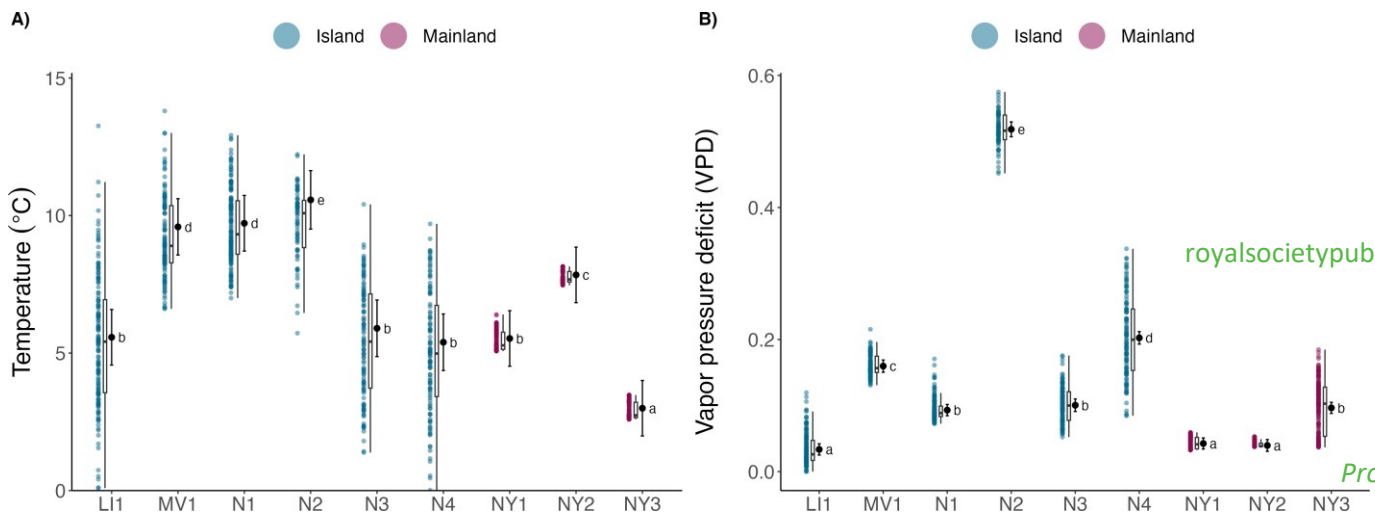 A)
Island Mainland
Temperature (°C)
15
10
5
0
b
d
d
e
b
b
b
c
a
LI1 MV1 N1 N2 N3 N4 NY1 NY2 NY3
B)
Island Mainland
Vapor pressure deficit (VPD)
0.6
0.4
0.2
0.0
a
c
b
e
b
d
a
a
b
LI1 MV1 N1 N2 N3 N4 NY1 NY2 NY3
royalsocietypub
Pro